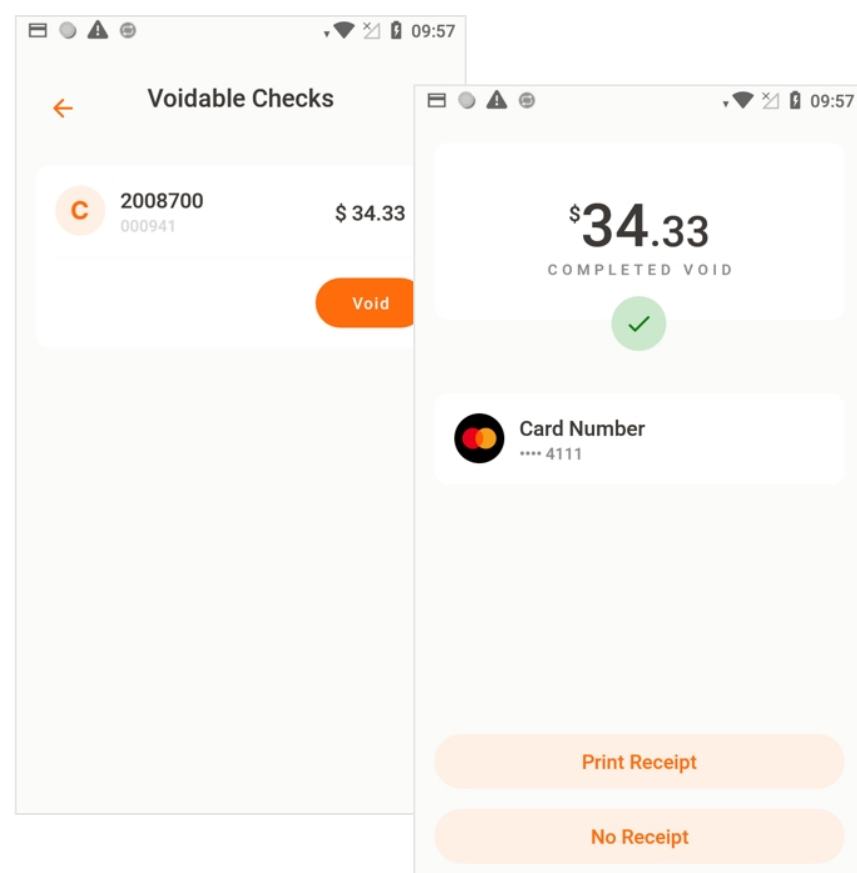 09:57
Voidable Checks
C
2008700
000941
$ 34.33
Void
09:57
$34.33
COMPLETED VOID
Card Number
•••• 4111
Print Receipt
No Receipt